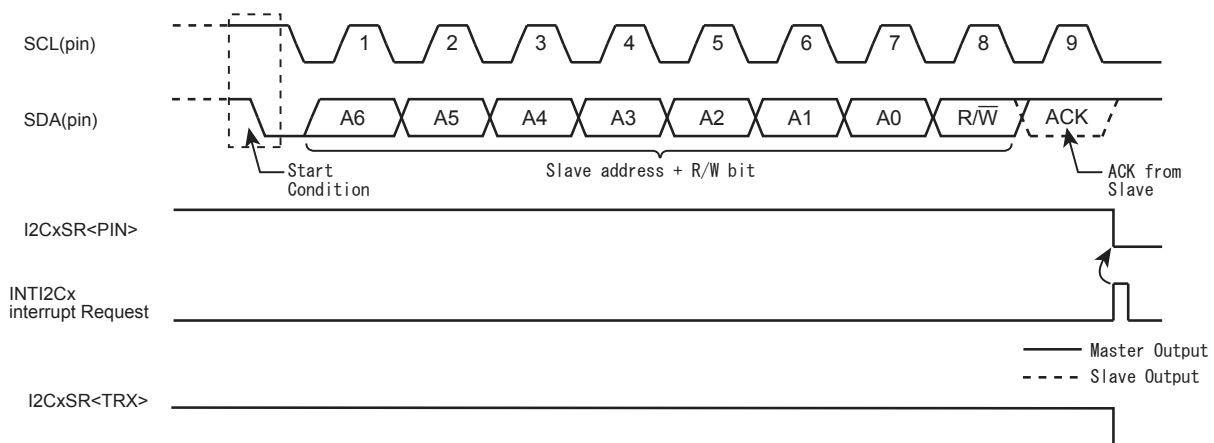 SCL(pin)
1 2 3 4 5 6 7 8 9
SDA(pin)
A6 A5 A4 A3 A2 A1 A0 R/W̅ ACK
Start
Condition
Slave address + R/W bit
ACK from
Slave
I2CxSR<PIN>
INTI2Cx
interrupt Request
Master Output
Slave Output
I2CxSR<TRX>